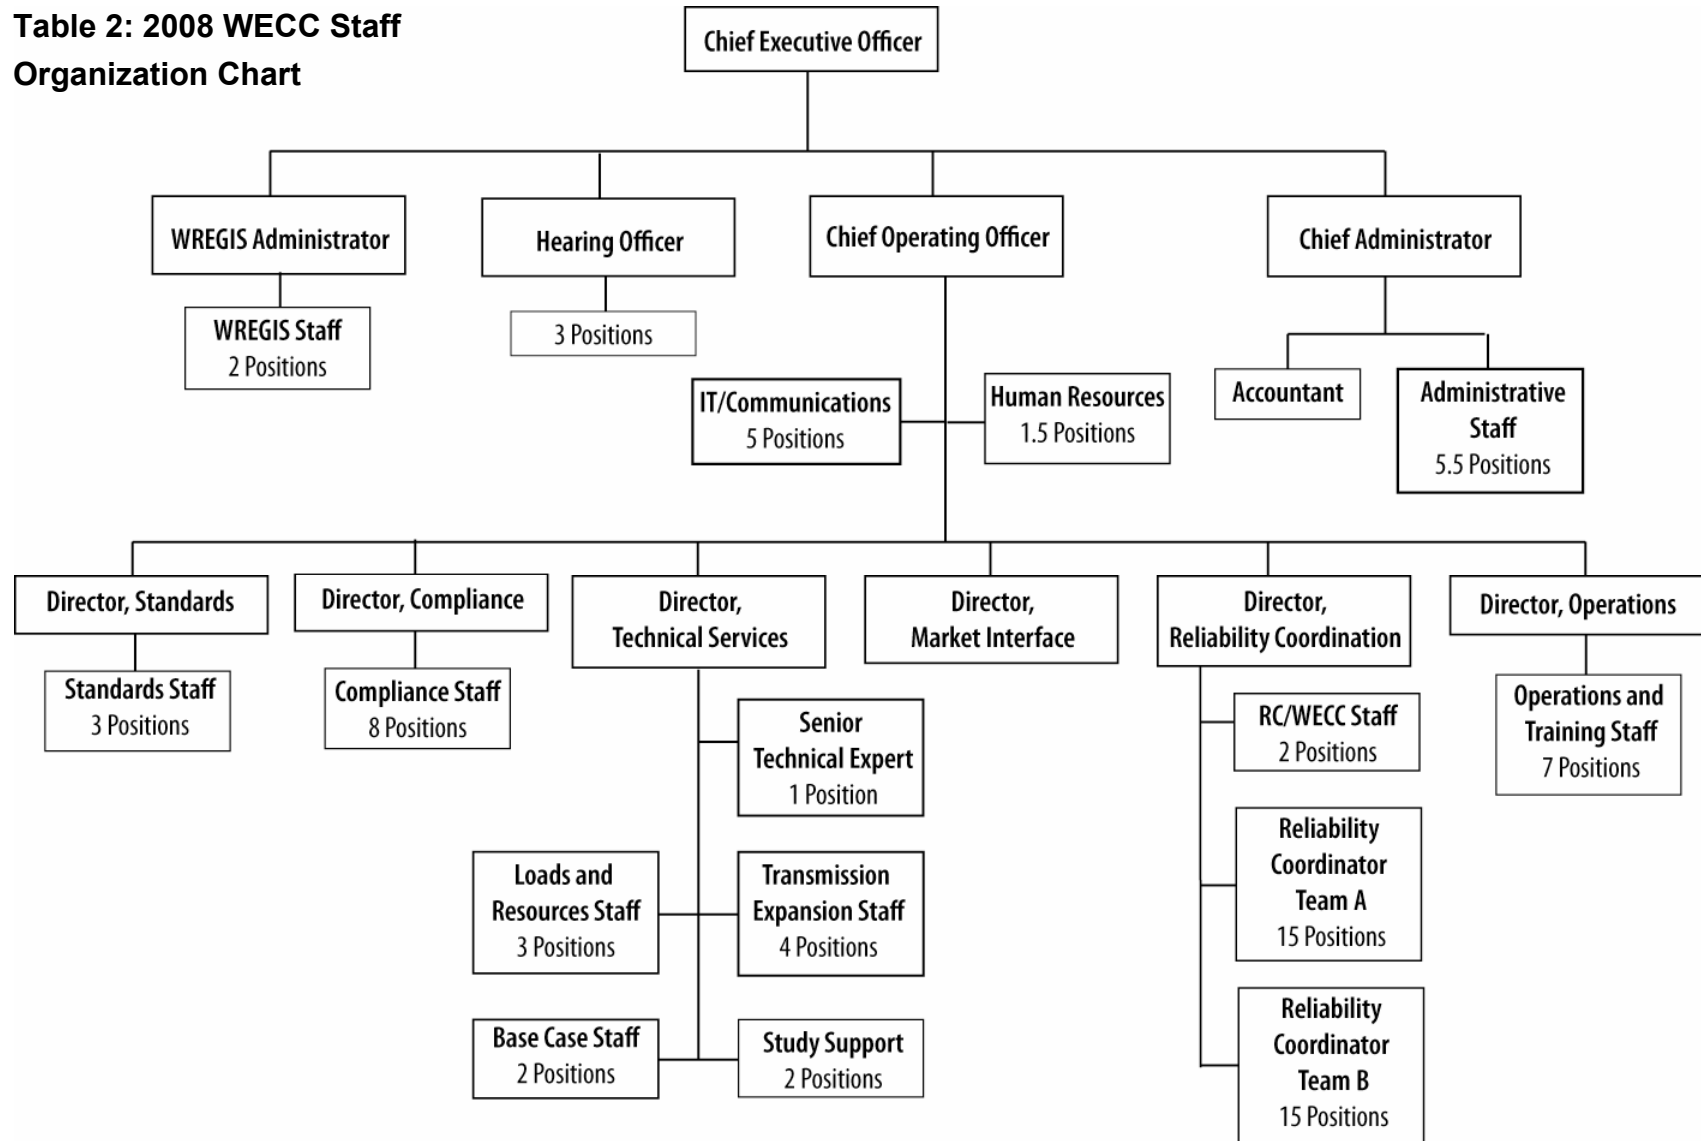 Table 2: 2008 WECC Staff
Organization Chart
Chief Executive Officer
WREGIS Administrator
Hearing Officer
Chief Operating Officer
Chief Administrator
WREGIS Staff
2 Positions
3 Positions
IT/Communications
5 Positions
Human Resources
1.5 Positions
Accountant
Administrative
Staff
5.5 Positions
Director, Standards
Director, Compliance
Director,
Technical Services
Director,
Market Interface
Director,
Reliability Coordination
Director, Operations
Standards Staff
3 Positions
Compliance Staff
8 Positions
Senior
Technical Expert
1 Position
Loads and
Resources Staff
3 Positions
Transmission
Expansion Staff
4 Positions
Base Case Staff
2 Positions
Study Support
2 Positions
RC/WECC Staff
2 Positions
Reliability
Coordinator
Team A
15 Positions
Reliability
Coordinator
Team B
15 Positions
Operations and
Training Staff
7 Positions